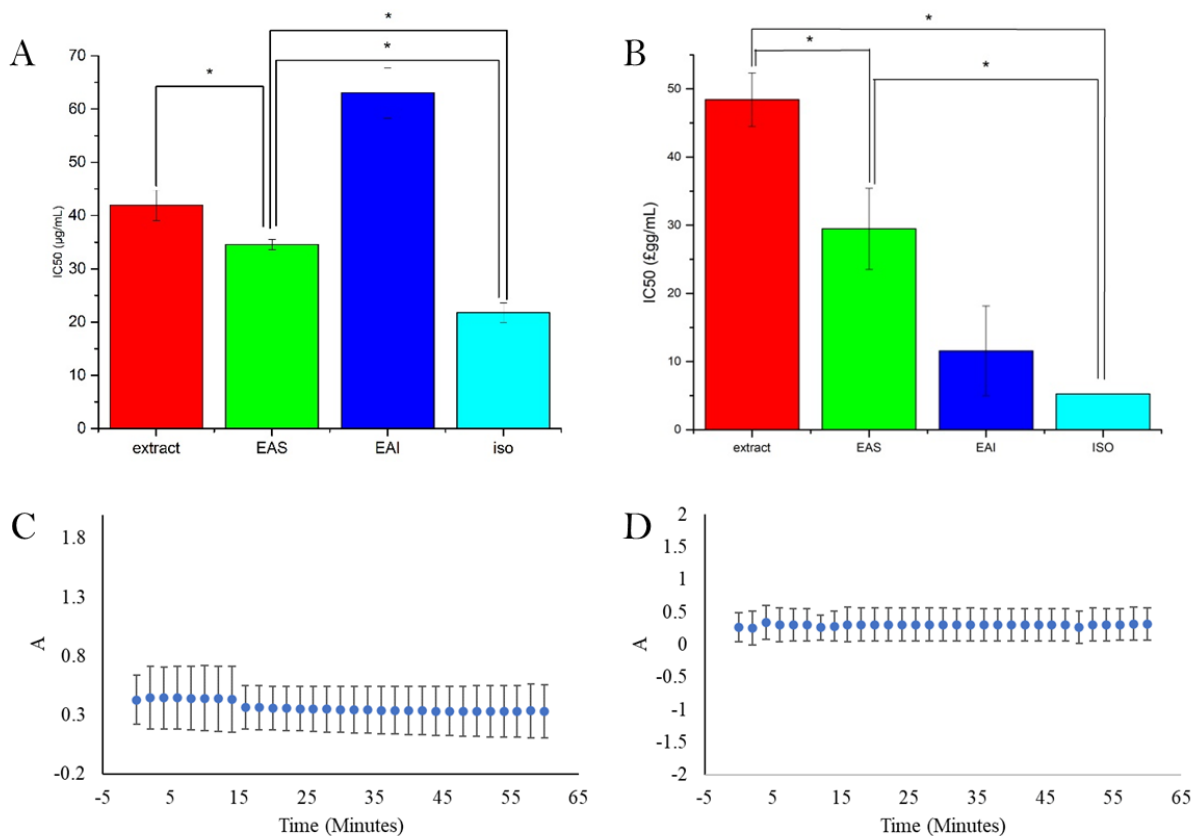 A
*
*
*
70
60
50
40
30
20
10
0
IC50 (µg/mL)
extract EAS EAI iso
B
*
*
*
50
40
30
20
10
0
IC50 (£gg/mL)
extract EAS EAI ISO
C
1.8
1.3
0.8
0.3
-0.2
A
-5 5 15 25 35 45 55 65
Time (Minutes)
D
2
1.5
1
0.5
0
-0.5
-1
-1.5
-2
A
-5 5 15 25 35 45 55 65
Time (Minutes)